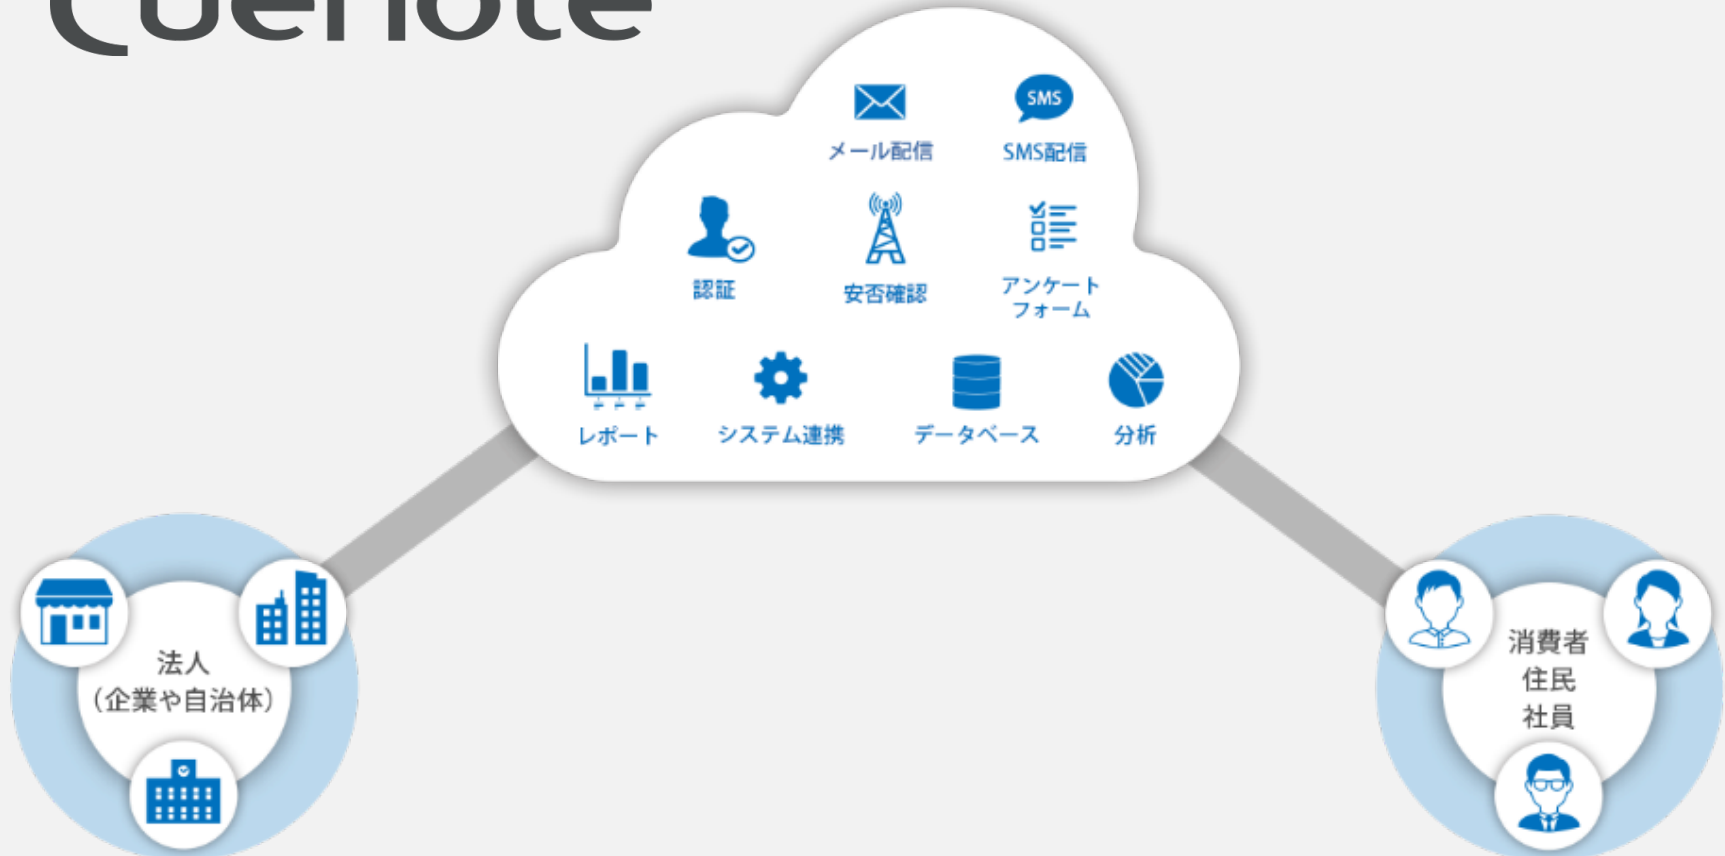 Cuenote
メール配信
SMS
SMS配信
認証
安否確認
アンケート
フォーム
レポート
システム連携
データベース
分析
法人
（企業や自治体）
消費者
住民
社員